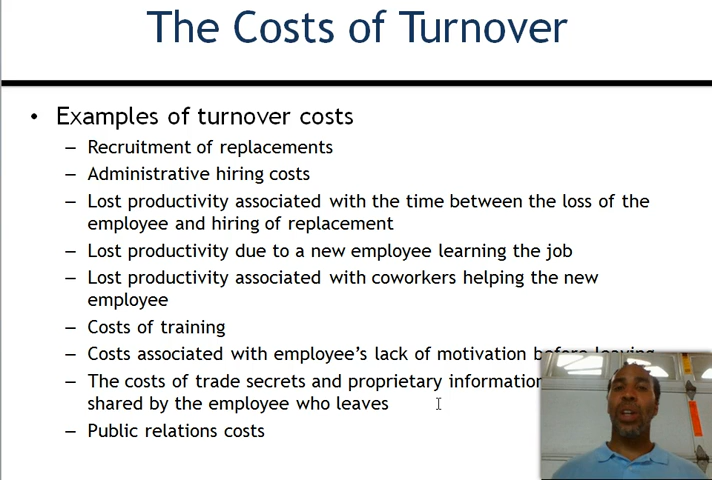 The Costs of Turnover
• Examples of turnover costs
– Recruitment of replacements
– Administrative hiring costs
– Lost productivity associated with the time between the loss of the
employee and hiring of replacement
– Lost productivity due to a new employee learning the job
– Lost productivity associated with coworkers helping the new
employee
– Costs of training
– Costs associated with employee's lack of motivation before leaving
– The costs of trade secrets and proprietary information
shared by the employee who leaves
– Public relations costs